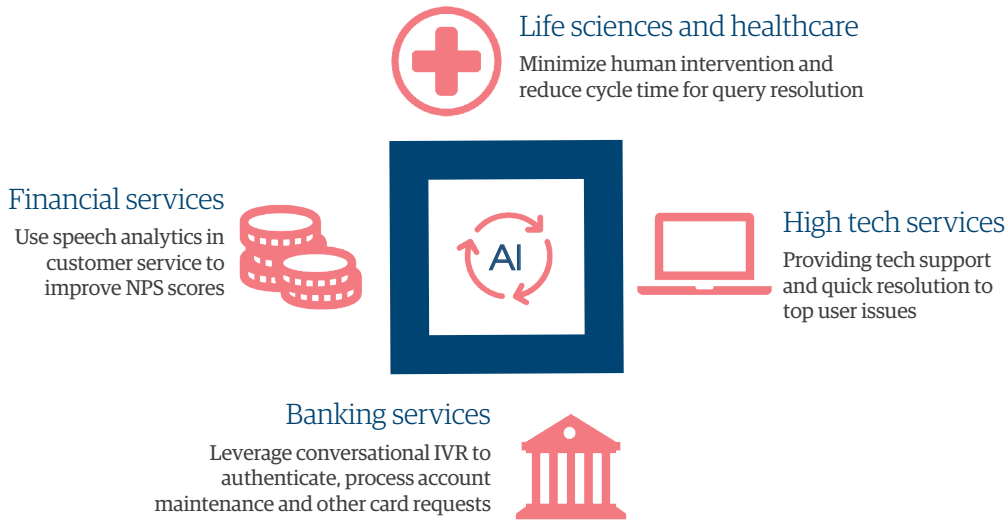 Life sciences and healthcare
Minimize human intervention and
reduce cycle time for query resolution
Financial services
Use speech analytics in
customer service to
improve NPS scores
AI
High tech services
Providing tech support
and quick resolution to
top user issues
Banking services
Leverage conversational IVR to
authenticate, process account
maintenance and other card requests